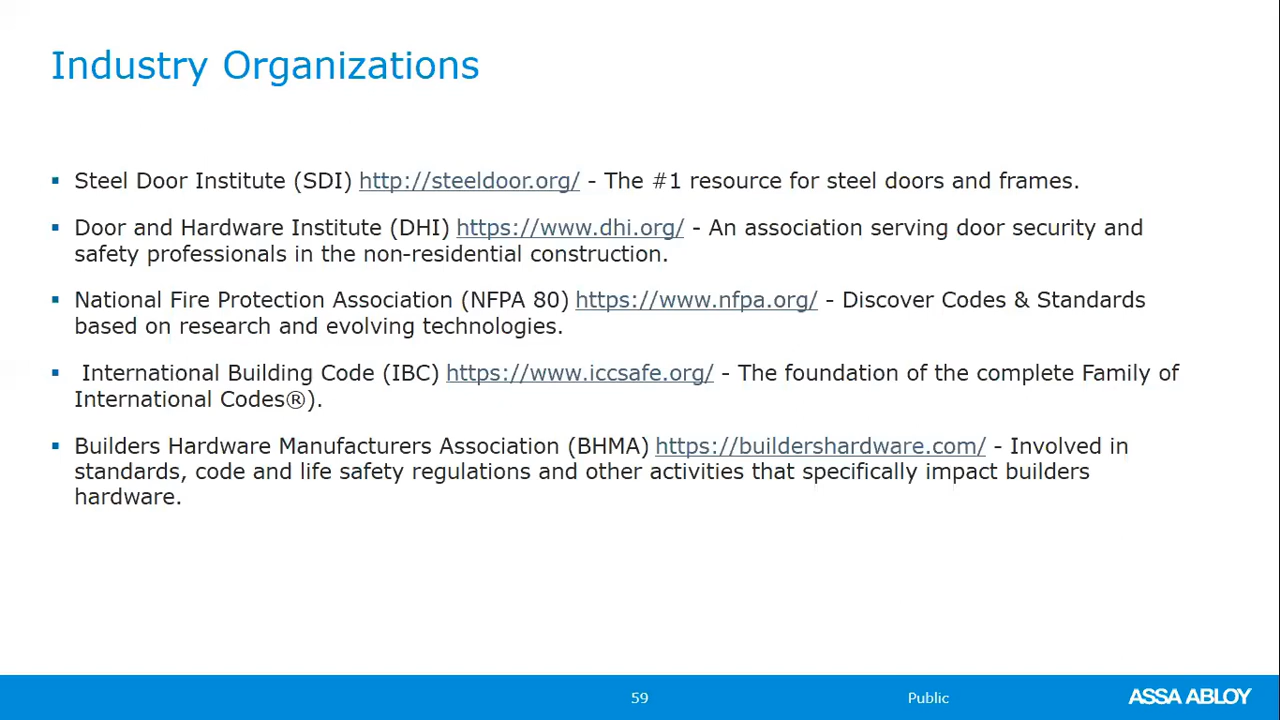 Industry Organizations
▪ Steel Door Institute (SDI) http://steeldoor.org/ - The #1 resource for steel doors and frames.
▪ Door and Hardware Institute (DHI) https://www.dhi.org/ - An association serving door security and
safety professionals in the non-residential construction.
▪ National Fire Protection Association (NFPA 80) https://www.nfpa.org/ - Discover Codes & Standards
based on research and evolving technologies.
▪ International Building Code (IBC) https://www.iccsafe.org/ - The foundation of the complete Family of
International Codes®).
▪ Builders Hardware Manufacturers Association (BHMA) https://buildershardware.com/ - Involved in
standards, code and life safety regulations and other activities that specifically impact builders
hardware.
59 Public ASSA ABLOY